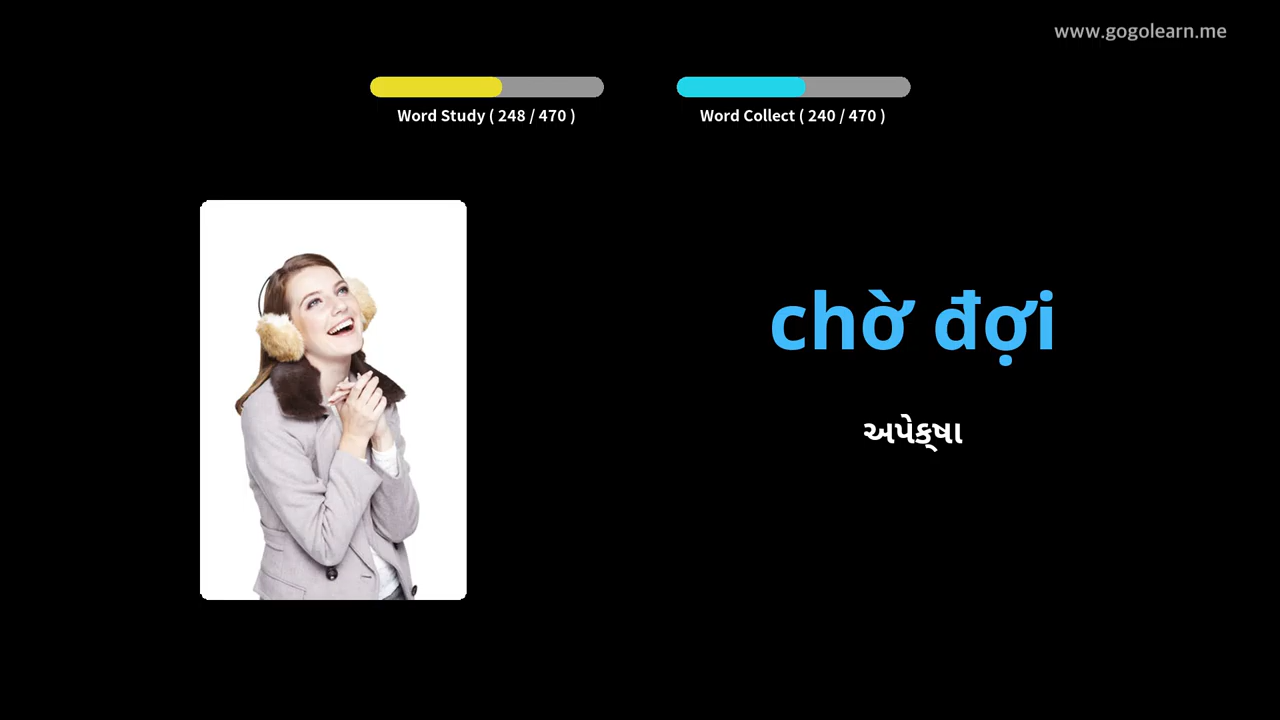 www.gogolearn.me
Word Study ( 248 / 470 )
Word Collect ( 240 / 470 )
chờ đợi
અપેક્ષા